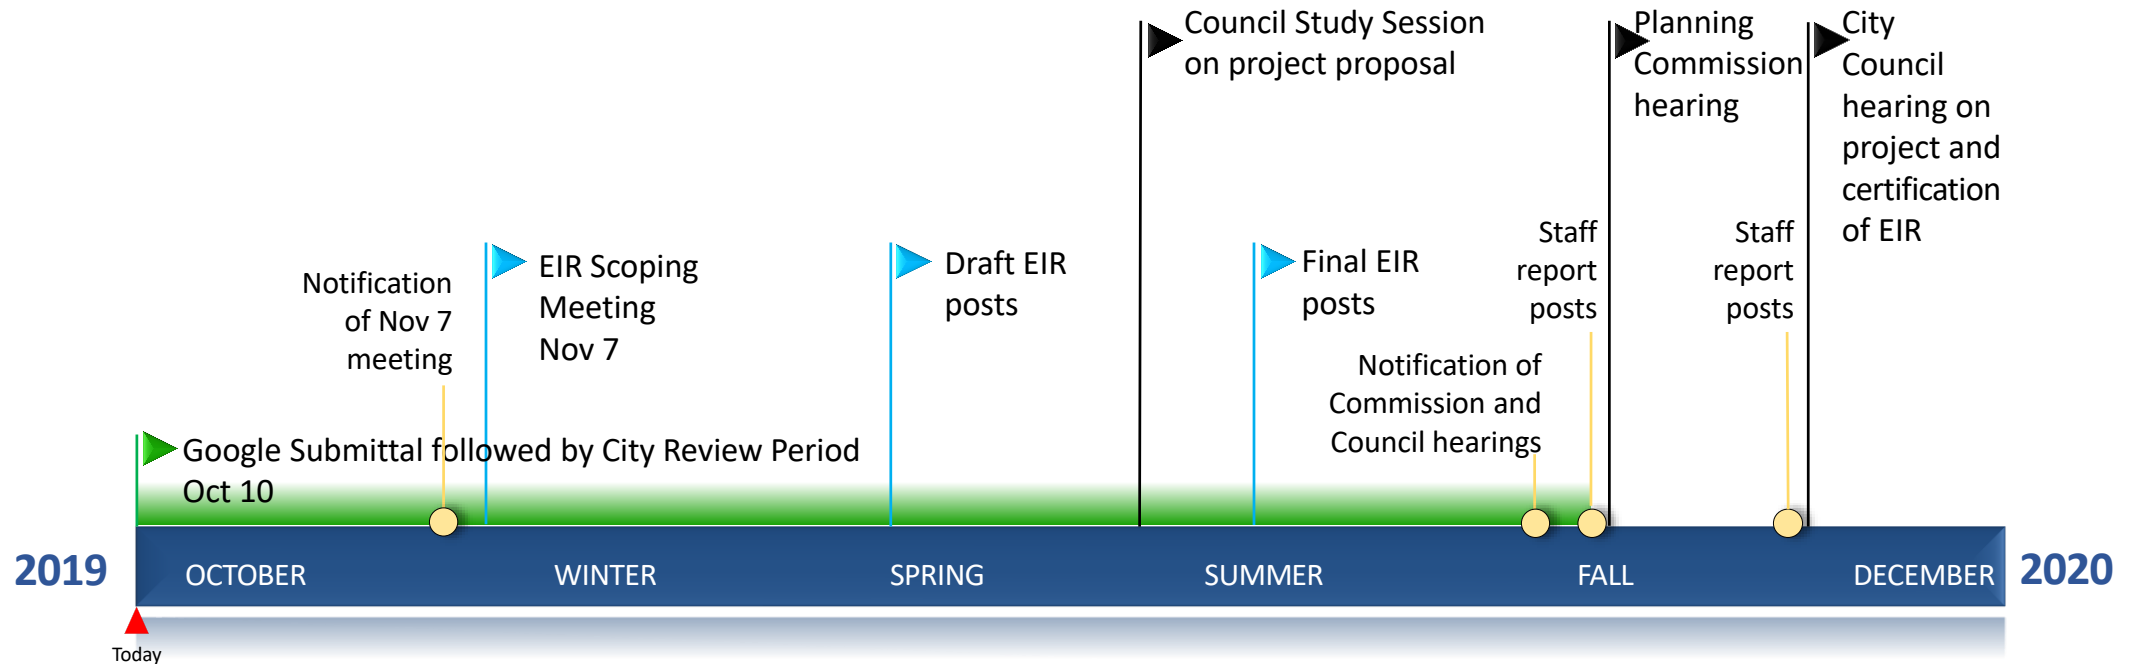 Council Study Session
on project proposal
Planning
Commission
hearing
City
Council
hearing on
project and
certification
of EIR
Notification
of Nov 7
meeting
EIR Scoping
Meeting
Nov 7
Draft EIR
posts
Final EIR
posts
Staff
report
posts
Staff
report
posts
Notification of
Commission and
Council hearings
Google Submittal followed by City Review Period
Oct 10
2019
OCTOBER
WINTER
SPRING
SUMMER
FALL
DECEMBER
2020
Today